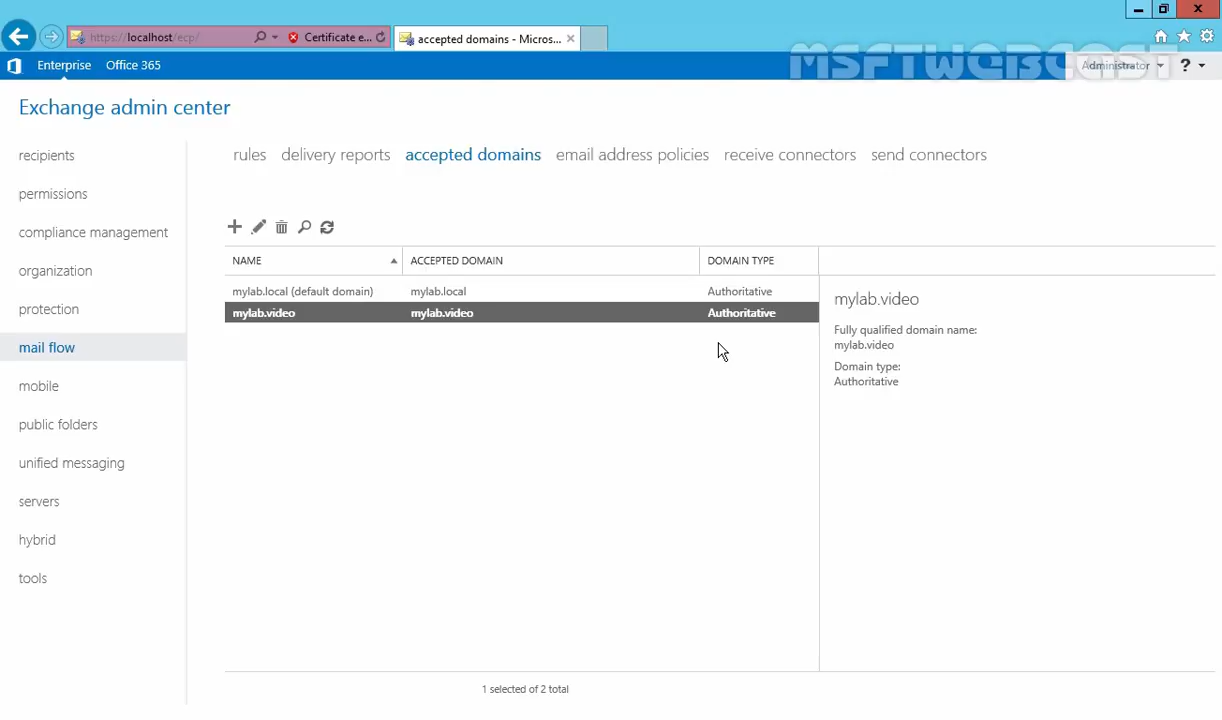 https://localhost/ecp/
Certificate e...
accepted domains - Micros...
MSFTWEBCAST
Enterprise Office 365
Administrator
?
Exchange admin center
recipients
permissions
compliance management
organization
protection
mail flow
mobile
public folders
unified messaging
servers
hybrid
tools
rules delivery reports accepted domains email address policies receive connectors send connectors
NAME ACCEPTED DOMAIN DOMAIN TYPE
mylab.local (default domain) mylab.local Authoritative
mylab.video mylab.video Authoritative
mylab.video
Fully qualified domain name:
mylab.video
Domain type:
Authoritative
1 selected of 2 total